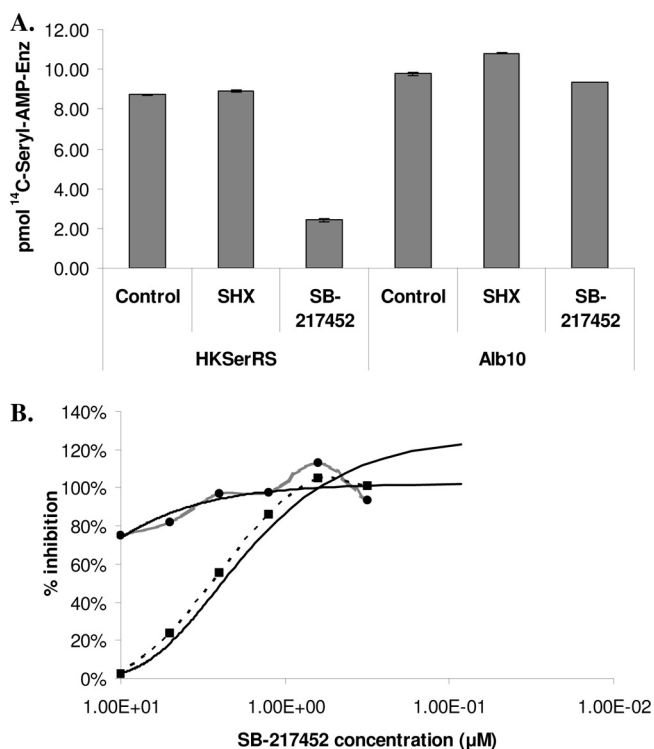 A.
12.00
10.00
8.00
6.00
4.00
2.00
0.00
pmol ¹⁴C-Seryl-AMP-Enz
Control SHX SB- Control SHX SB-
217452 217452
HKSerRS Alb10
B.
140%
120%
100%
80%
60%
40%
20%
0%
% inhibition
1.00E+01 1.00E+00 1.00E-01 1.00E-02
SB-217452 concentration (µM)